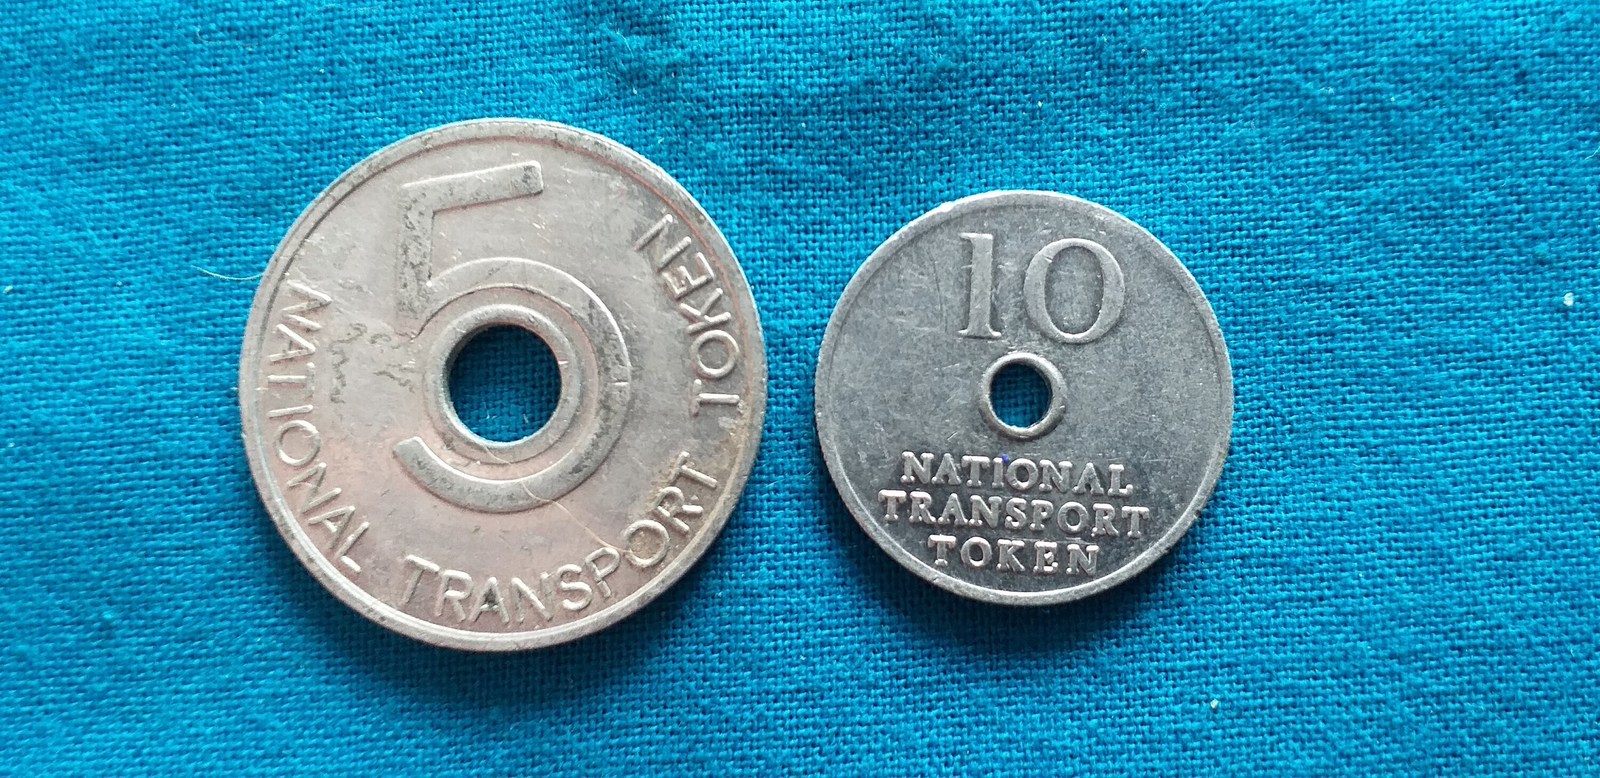 5
NATIONAL TRANSPORT TOKEN
10
NATIONAL
TRANSPORT
TOKEN